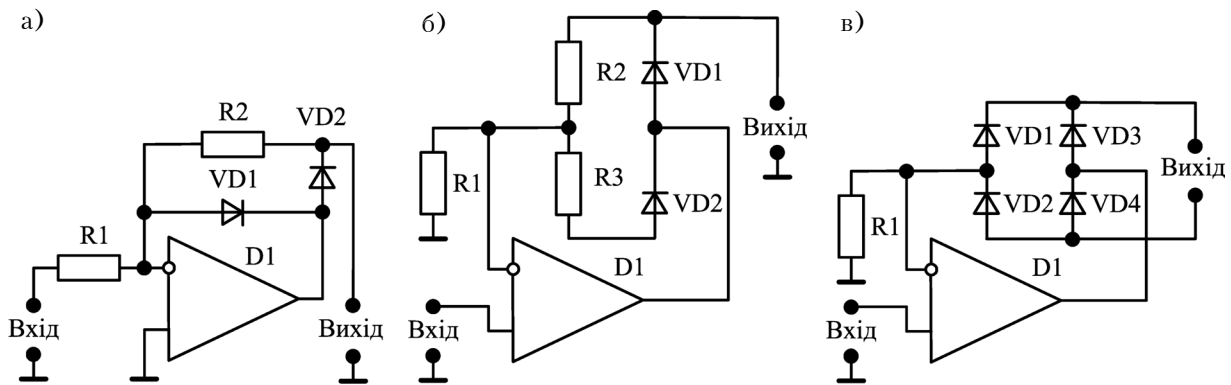 а)
R2
VD2
VD1
R1
D1
Вхід
Вихід
б)
R2
VD1
Вихід
R1
R3
VD2
D1
Вхід
в)
VD1
VD3
Вихід
R1
VD2
VD4
D1
Вхід